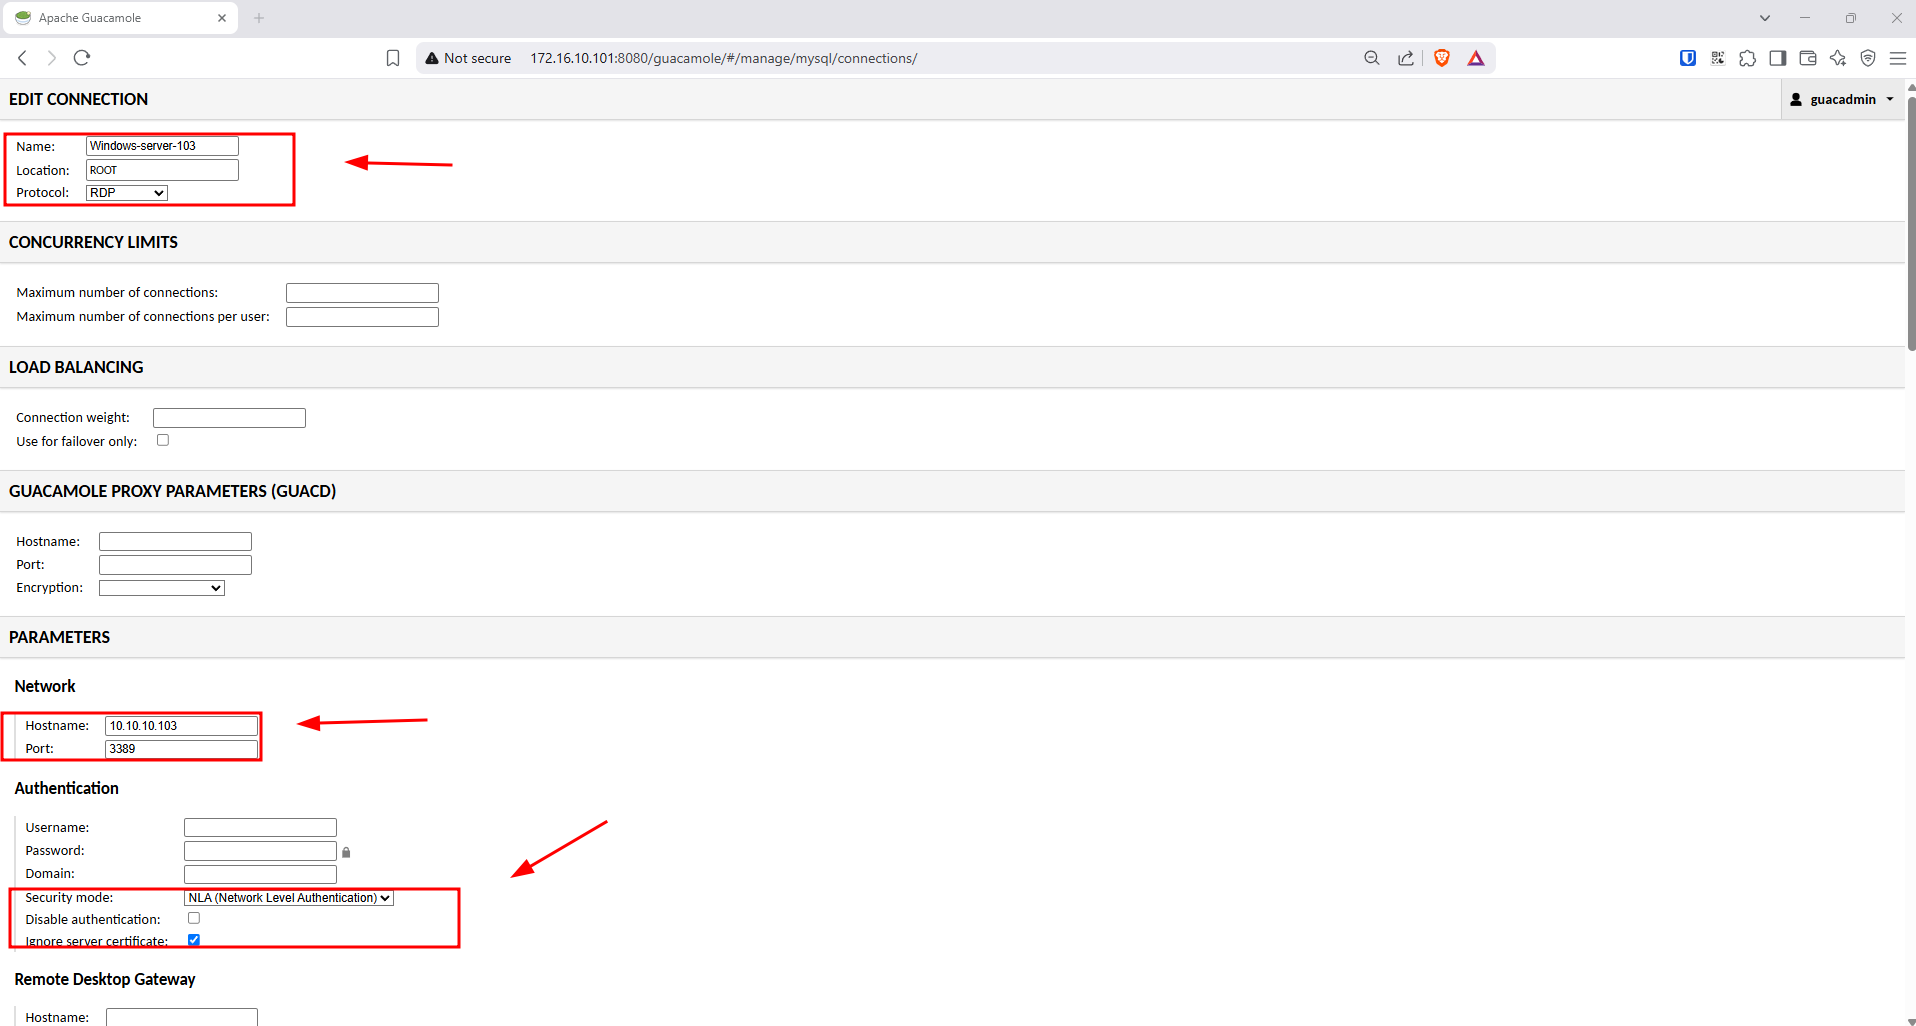 Apache Guacamole
Not secure 172.16.10.101:8080/guacamole/#/manage/mysql/connections/
EDIT CONNECTION
guacadmin
Name: Windows-server-103
Location: ROOT
Protocol: RDP
CONCURRENCY LIMITS
Maximum number of connections:
Maximum number of connections per user:
LOAD BALANCING
Connection weight:
Use for failover only:
GUACAMOLE PROXY PARAMETERS (GUACD)
Hostname:
Port:
Encryption:
PARAMETERS
Network
Hostname: 10.10.10.103
Port: 3389
Authentication
Username:
Password:
Domain:
Security mode: NLA (Network Level Authentication)
Disable authentication:
Ignore server certificate:
Remote Desktop Gateway
Hostname: